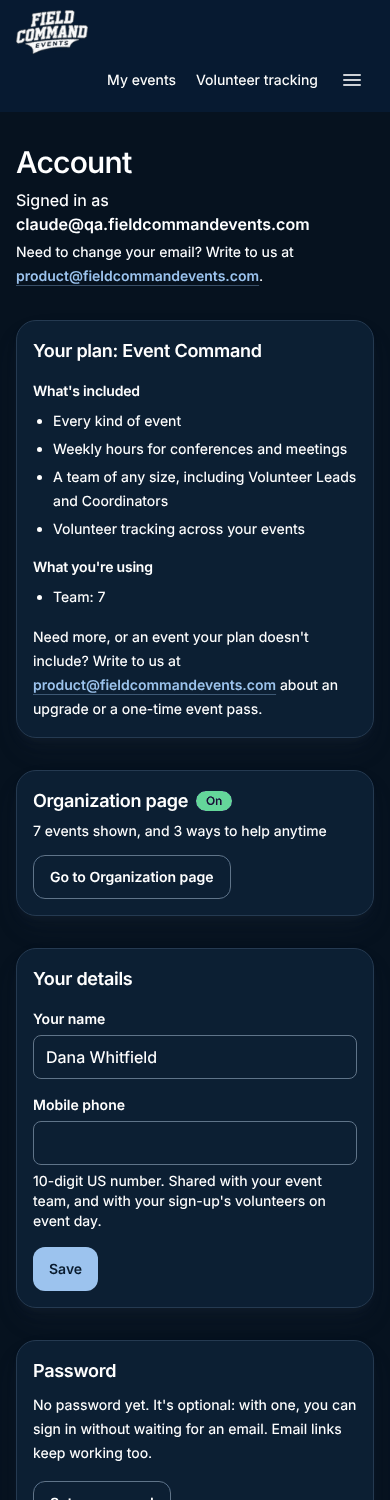 FIELD
COMMAND
EVENTS
My events Volunteer tracking
Account
Signed in as
claude@qa.fieldcommandevents.com
Need to change your email? Write to us at
product@fieldcommandevents.com.
Your plan: Event Command
What's included
• Every kind of event
• Weekly hours for conferences and meetings
• A team of any size, including Volunteer Leads
and Coordinators
• Volunteer tracking across your events
What you're using
• Team: 7
Need more, or an event your plan doesn't
include? Write to us at
product@fieldcommandevents.com about an
upgrade or a one-time event pass.
Organization page On
7 events shown, and 3 ways to help anytime
Go to Organization page
Your details
Your name
Dana Whitfield
Mobile phone
10-digit US number. Shared with your event
team, and with your sign-up's volunteers on
event day.
Save
Password
No password yet. It's optional: with one, you can
sign in without waiting for an email. Email links
keep working too.